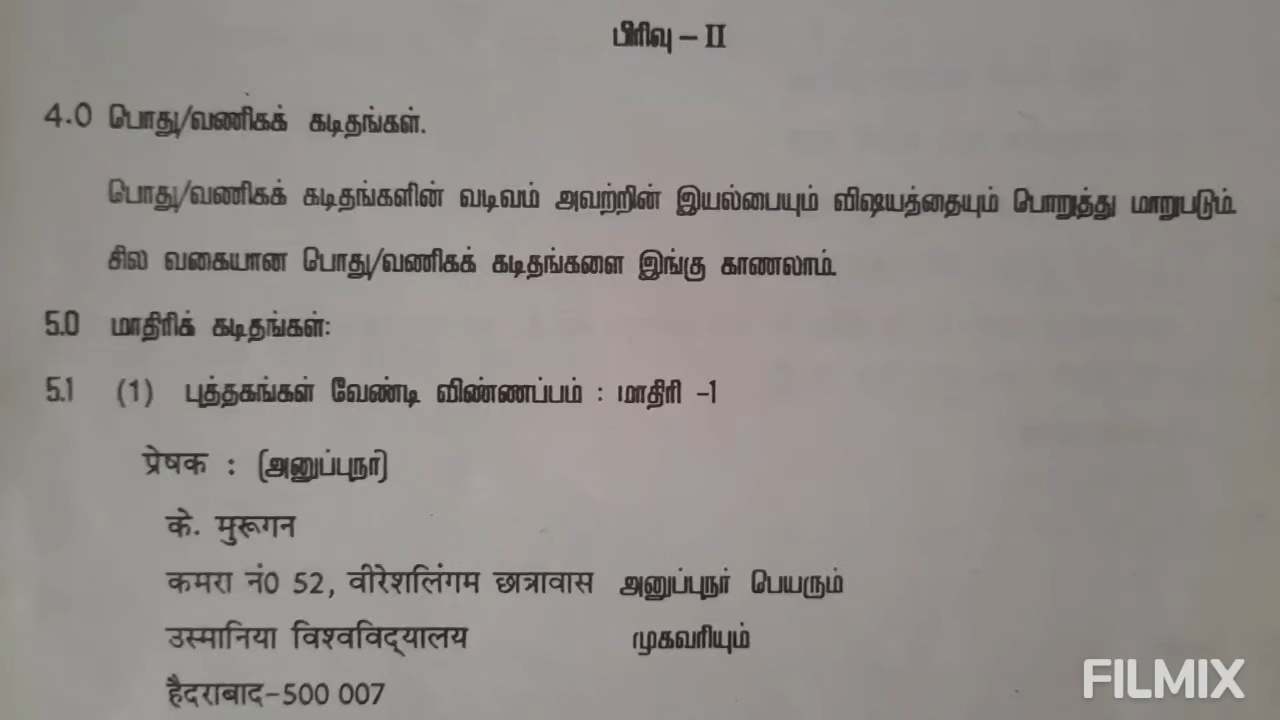 பிரிவு – II
4.0 பொது/வணிகக் கடிதங்கள்.
பொது/வணிகக் கடிதங்களின் வடிவம் அவற்றின் இயல்பையும் விஷயத்தையும் பொறுத்து மாறுபடும்.
சில வகையான பொது/வணிகக் கடிதங்களை இங்கு காணலாம்.
5.0 மாதிரிக் கடிதங்கள்:
5.1 (1) புத்தகங்கள் வேண்டி விண்ணப்பம் : மாதிரி -1
प्रेषक : (அனுப்புநர்)
के. मुरूगन
कमरा नं0 52, वीरेशलिंगम छात्रावास அனுப்புநர் பெயரும்
उस्मानिया विश्वविद्यालय முகவரியும்
हैदराबाद-500 007
FILMIX